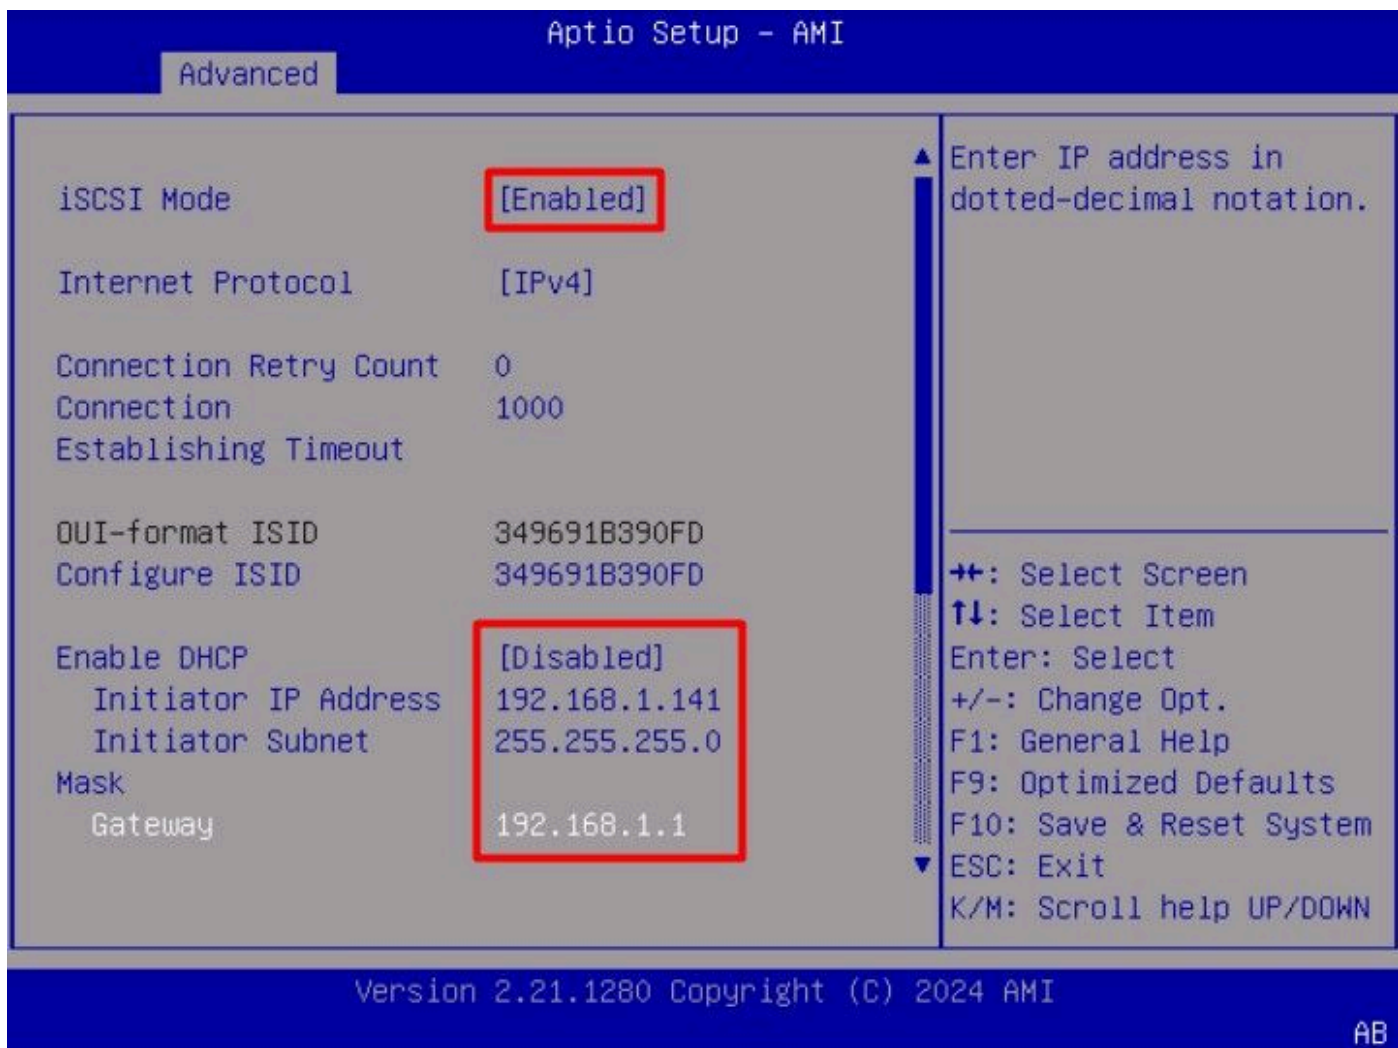 Aptio Setup – AMI
Advanced
iSCSI Mode [Enabled]
Internet Protocol [IPv4]
Connection Retry Count 0
Connection 1000
Establishing Timeout
OUI-format ISID 349691B390FD
Configure ISID 349691B390FD
Enable DHCP [Disabled]
Initiator IP Address 192.168.1.141
Initiator Subnet 255.255.255.0
Mask
Gateway 192.168.1.1
Enter IP address in
dotted-decimal notation.
→←: Select Screen
↑↓: Select Item
Enter: Select
+/-: Change Opt.
F1: General Help
F9: Optimized Defaults
F10: Save & Reset System
ESC: Exit
K/M: Scroll help UP/DOWN
Version 2.21.1280 Copyright (C) 2024 AMI
AB